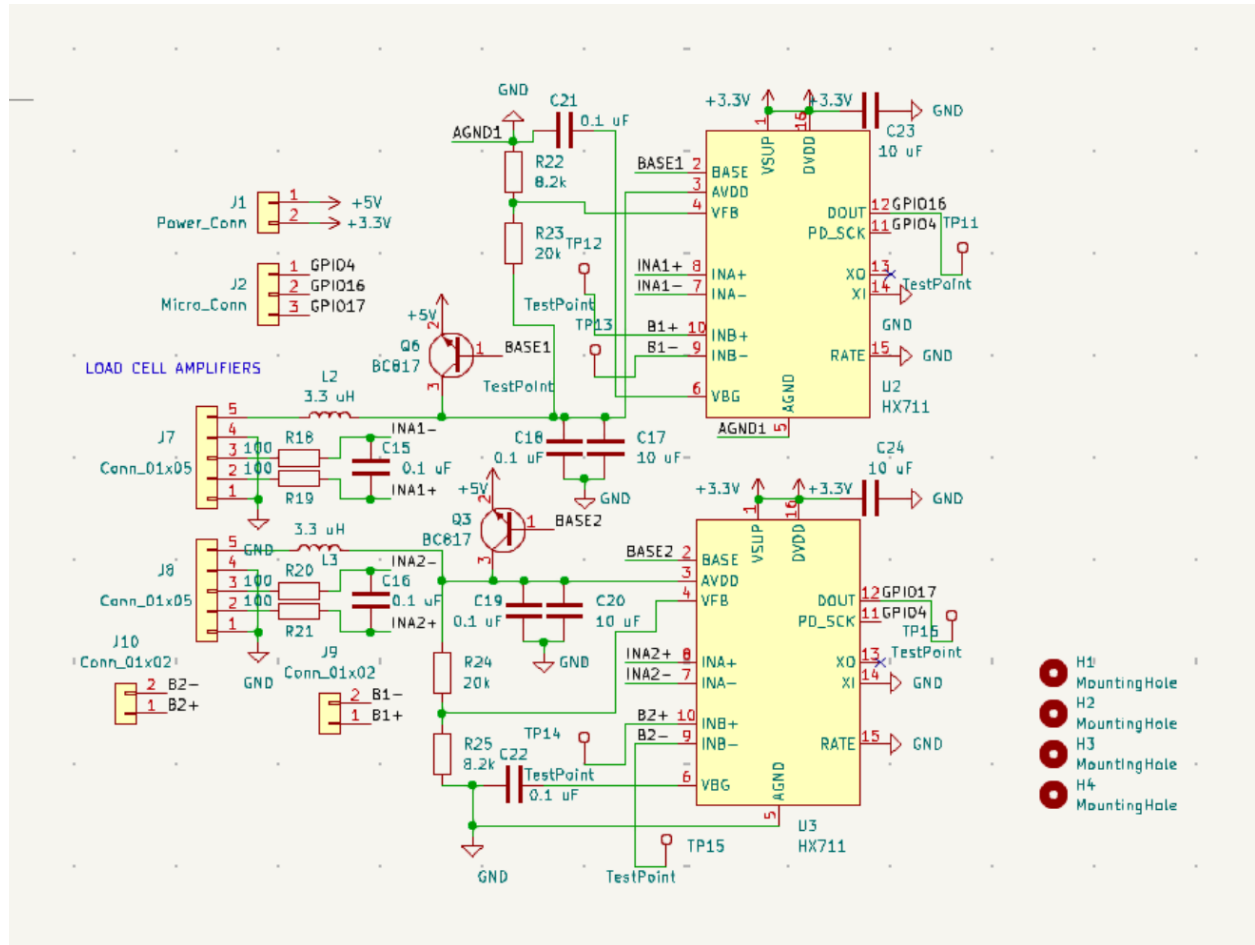 GND
C21
0.1 uF
AGND1
R22
8.2k
+3.3V
+3.3V
GND
C23
10 uF
1
16
VSUP
DVDD
BASE1
2
BASE
3
AVDD
4
VFB
J1
Power_Conn
1
+5V
2
+3.3V
R23
20k
TP12
DOUT
12
GPIO16
PD_SCK
11
GPIO4
TP11
J2
Micro_Conn
1
GPIO4
2
GPIO16
3
GPIO17
INA1+
8
INA+
INA1-
7
INA-
XO
13
XI
14
TestPoint
GND
TestPoint
TP13
+5V
2
Q6
BC817
1
BASE1
3
TestPoint
B1+
10
INB+
B1-
9
INB-
RATE
15
GND
6
VBG
AGND
5
AGND1
U2
HX711
LOAD CELL AMPLIFIERS
L2
3.3 uH
J7
Conn_01x05
5
4
3
2
1
100
R18
100
R19
INA1-
C15
0.1 uF
INA1+
C18
0.1 uF
C17
10 uF
GND
GND
C24
10 uF
+3.3V
+3.3V
GND
1
16
VSUP
DVDD
+5V
2
Q3
BC817
1
BASE2
3
3.3 uH
L3
J8
Conn_01x05
5
4
3
2
1
100
R20
100
R21
INA2-
C16
0.1 uF
INA2+
GND
BASE2
2
BASE
3
AVDD
4
VFB
C19
0.1 uF
C20
10 uF
GND
DOUT
12
GPIO17
PD_SCK
11
GPIO4
TP16
TestPoint
J10
Conn_01x02
2
B2-
1
B2+
J9
Conn_01x02
2
B1-
1
B1+
R24
20k
INA2+
8
INA+
INA2-
7
INA-
XO
13
XI
14
GND
B2+
10
INB+
B2-
9
INB-
RATE
15
GND
TP14
TestPoint
R25
8.2k
C22
0.1 uF
6
VBG
AGND
5
U3
HX711
GND
TP15
TestPoint
H1
MountingHole
H2
MountingHole
H3
MountingHole
H4
MountingHole